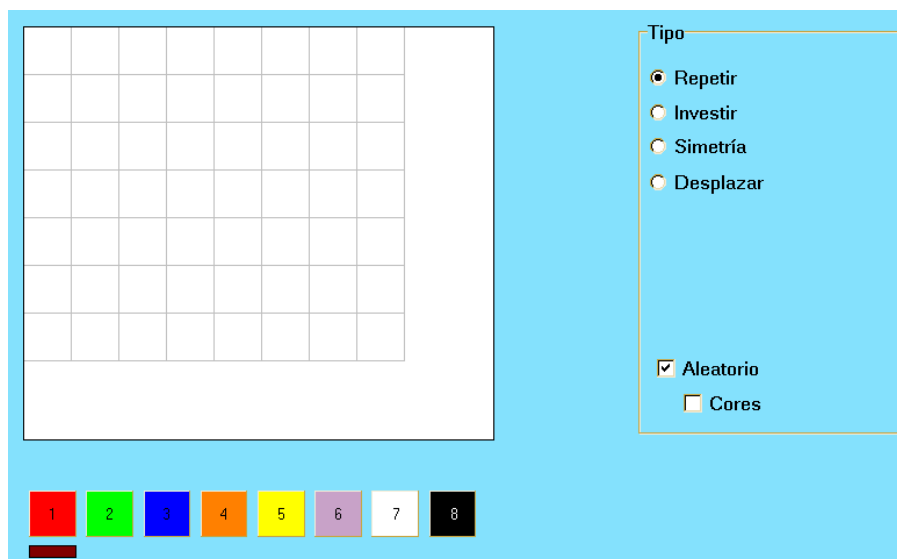 Tipo
Repetir
Investir
Simetría
Desplazar
Aleatorio
Cores
1 2 3 4 5 6 7 8